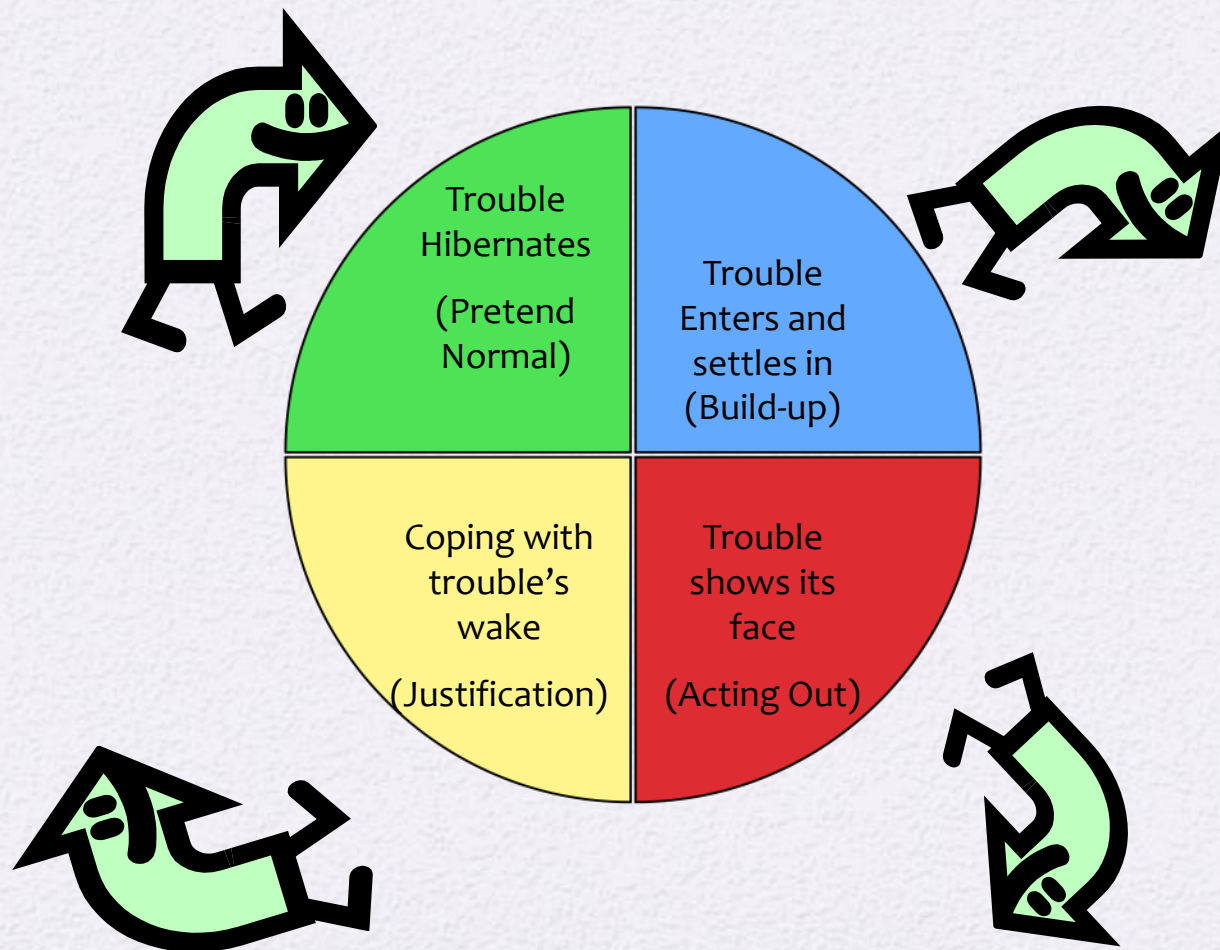 Trouble
Hibernates
(Pretend
Normal)
Trouble
Enters and
settles in
(Build-up)
Coping with
trouble’s
wake
(Justification)
Trouble
shows its
face
(Acting Out)